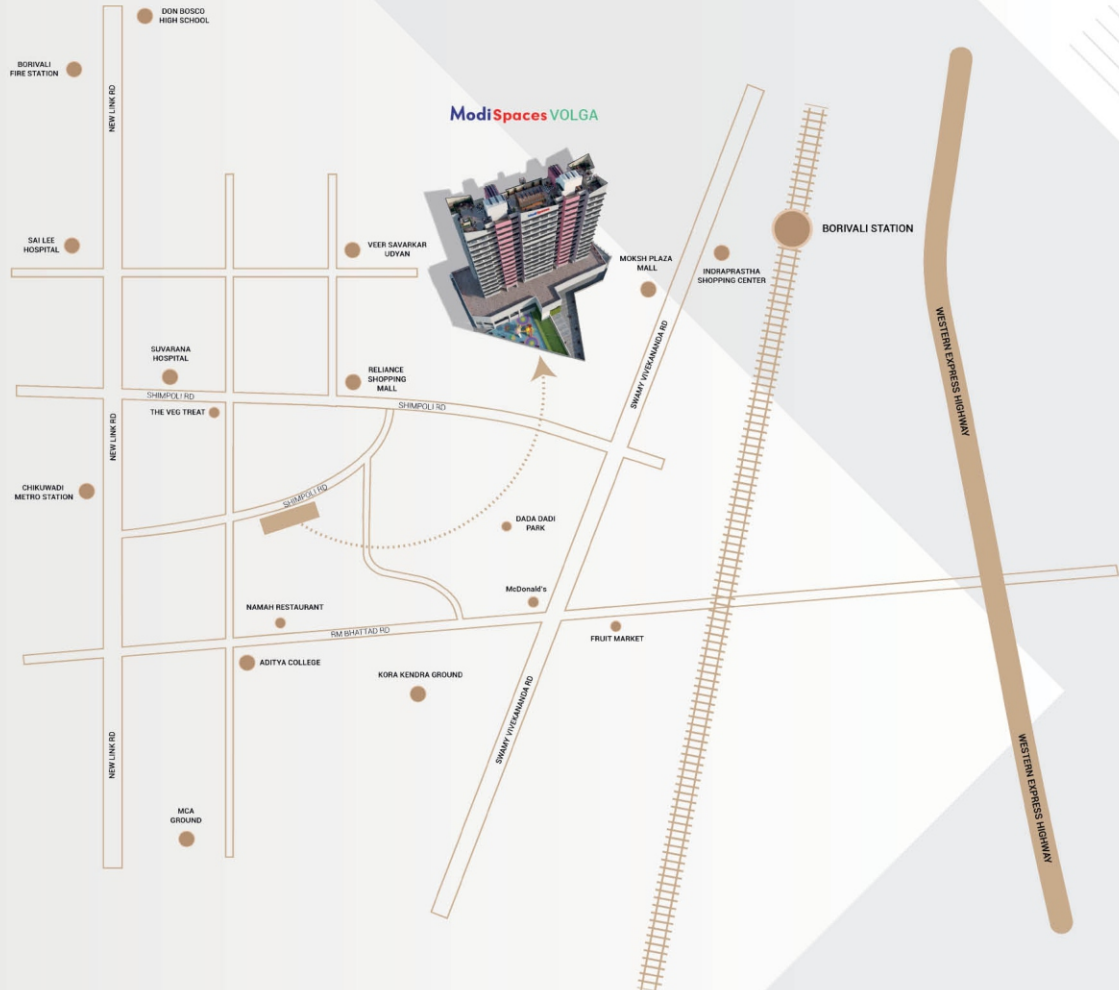 DON BOSCO
HIGH SCHOOL
BORIVALI
FIRE STATION
NEW LINK RD
ModiSpaces VOLGA
SAI LEE
HOSPITAL
VEER SAVARKAR
UDYAN
MOKSH PLAZA
MALL
INDRAPRASTHA
SHOPPING CENTER
BORIVALI STATION
WESTERN EXPRESS HIGHWAY
SWAMY VIVEKANANDA RD
SUVARANA
HOSPITAL
RELIANCE
SHOPPING
MALL
SHIMPOLI RD
SHIMPOLI RD
THE VEG TREAT
NEW LINK RD
CHIKUWADI
METRO STATION
SHIMPOLI RD
DADA DADI
PARK
McDonald's
NAMAH RESTAURANT
RM BHATTAD RD
FRUIT MARKET
ADITYA COLLEGE
KORA KENDRA GROUND
SWAMY VIVEKANANDA RD
NEW LINK RD
WESTERN EXPRESS HIGHWAY
MCA
GROUND